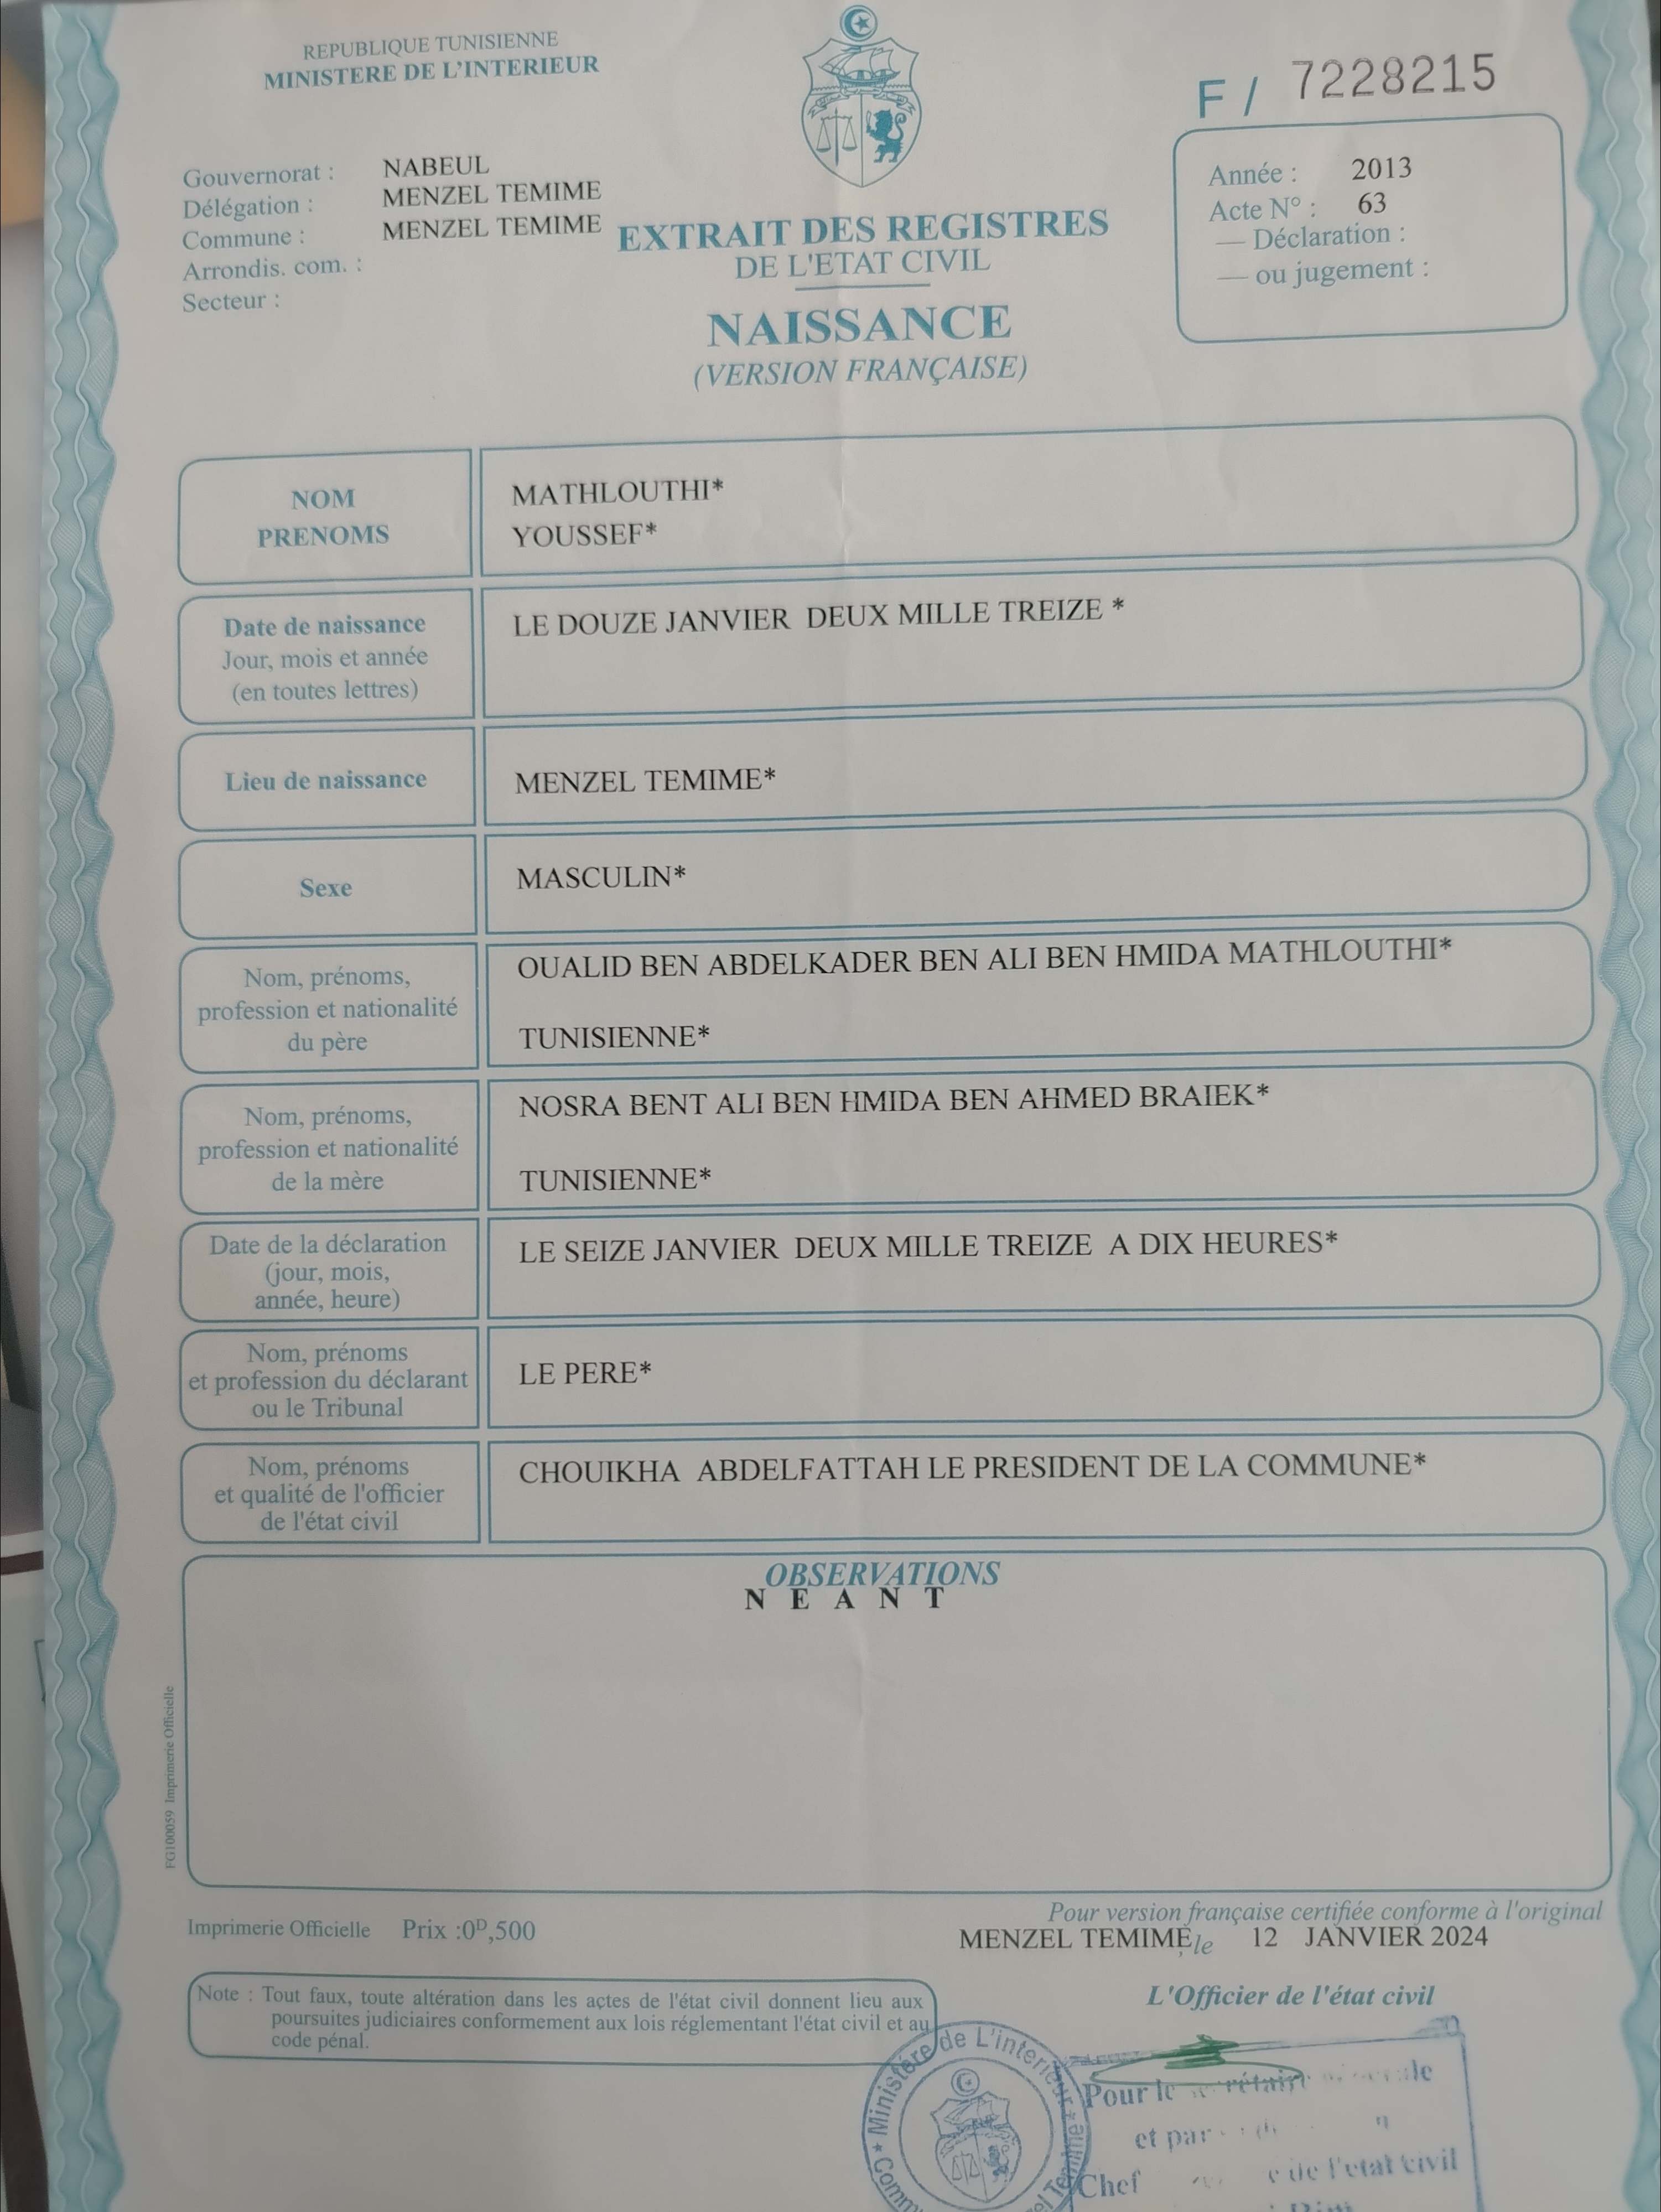 REPUBLIQUE TUNISIENNE
MINISTERE DE L'INTERIEUR
F / 7228215
Gouvernorat : NABEUL
Délégation : MENZEL TEMIME
Commune : MENZEL TEMIME
Arrondis. com. :
Secteur :
EXTRAIT DES REGISTRES
DE L'ETAT CIVIL
NAISSANCE
(VERSION FRANÇAISE)
Année : 2013
Acte N° : 63
— Déclaration :
— ou jugement :
NOM
PRENOMS
MATHLOUTHI*
YOUSSEF*
Date de naissance
Jour, mois et année
(en toutes lettres)
LE DOUZE JANVIER DEUX MILLE TREIZE *
Lieu de naissance
MENZEL TEMIME*
Sexe
MASCULIN*
Nom, prénoms,
profession et nationalité
du père
OUALID BEN ABDELKADER BEN ALI BEN HMIDA MATHLOUTHI*
TUNISIENNE*
Nom, prénoms,
profession et nationalité
de la mère
NOSRA BENT ALI BEN HMIDA BEN AHMED BRAIEK*
TUNISIENNE*
Date de la déclaration
(jour, mois,
année, heure)
LE SEIZE JANVIER DEUX MILLE TREIZE A DIX HEURES*
Nom, prénoms
et profession du déclarant
ou le Tribunal
LE PERE*
Nom, prénoms
et qualité de l'officier
de l'état civil
CHOUIKHA ABDELFATTAH LE PRESIDENT DE LA COMMUNE*
OBSERVATIONS
N E A N T
FG100059 Imprimerie Officielle
Imprimerie Officielle Prix :0ᴰ,500
Pour version française certifiée conforme à l'original
MENZEL TEMIME, le 12 JANVIER 2024
Note : Tout faux, toute altération dans les actes de l'état civil donnent lieu aux
poursuites judiciaires conformement aux lois réglementant l'état civil et au
code pénal.
L'Officier de l'état civil
★ Ministère de L'interieur ★
Pour le
et par
Chef de l'etat civil